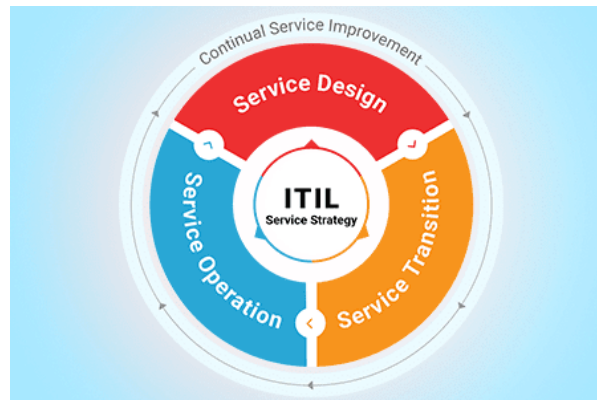 Continual Service Improvement
Service Design
ITIL
Service Strategy
Service Operation
Service Transition